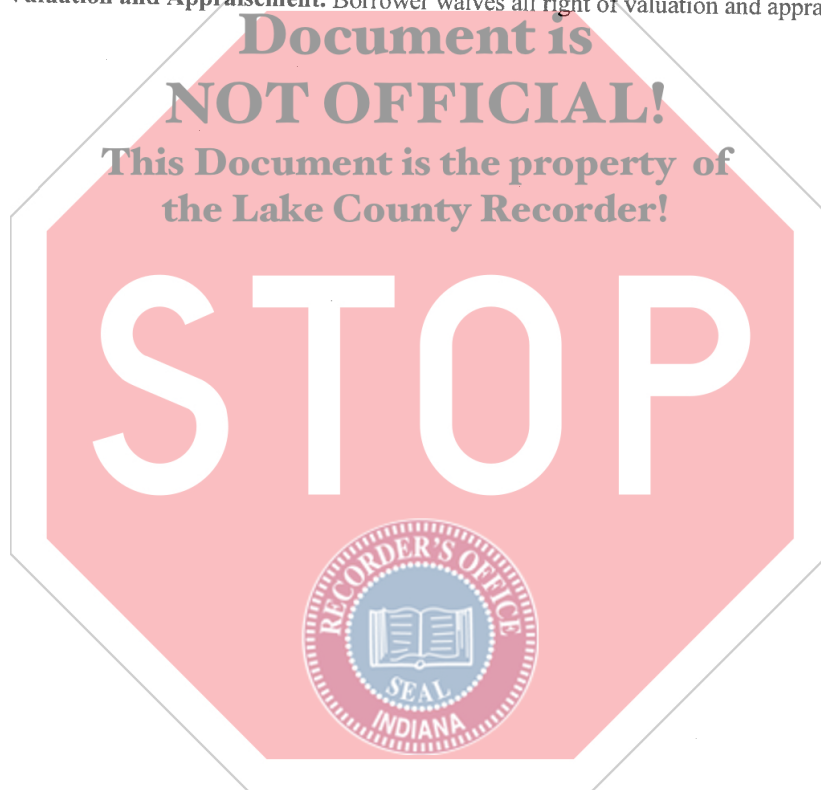 Valuation and Appraisement. Borrower waives all right of valuation and
Document is
NOT OFFICIAL!
This Document is the property of
the Lake County Recorder!
STOP
RECORDER'S OFFICE
SEAL
INDIANA